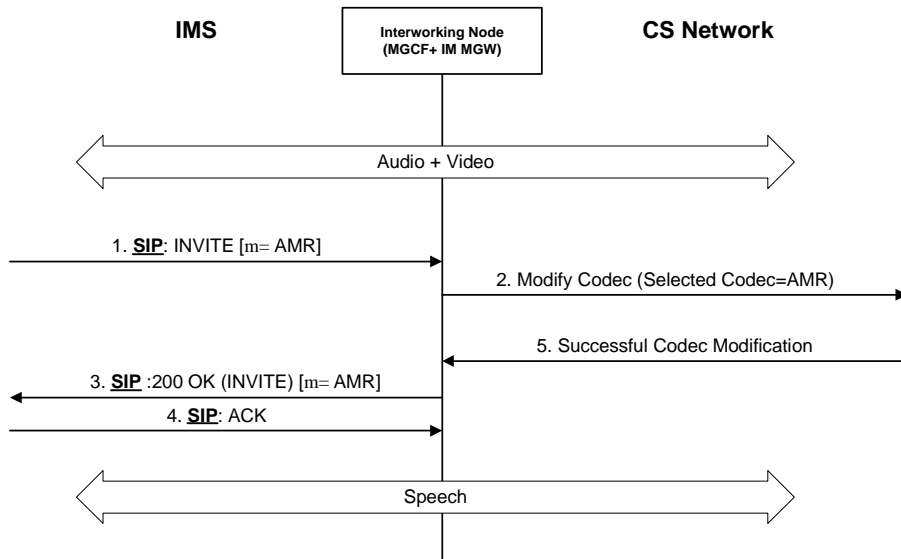 IMS
Interworking Node
(MGCF+ IM MGW)
CS Network
Audio + Video
1. SIP: INVITE [m= AMR]
2. Modify Codec (Selected Codec=AMR)
5. Successful Codec Modification
3. SIP :200 OK (INVITE) [m= AMR]
4. SIP: ACK
Speech